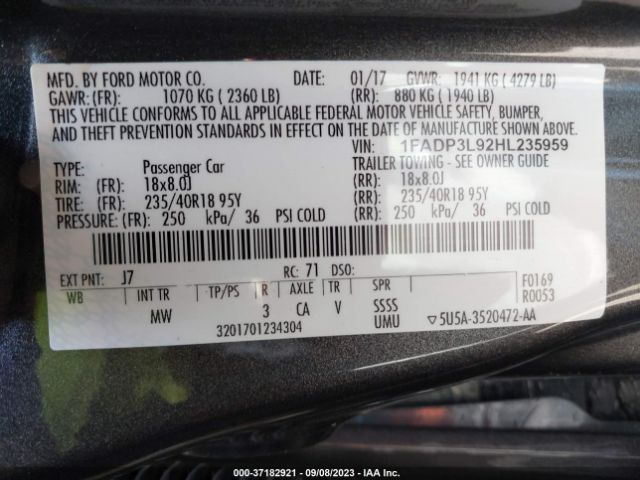 MFD. BY FORD MOTOR CO. DATE: 01/17 GVWR: 1941 KG ( 4279 LB)
GAWR: (FR): 1070 KG ( 2360 LB) (RR): 880 KG ( 1940 LB)
THIS VEHICLE CONFORMS TO ALL APPLICABLE FEDERAL MOTOR VEHICLE SAFETY, BUMPER,
AND THEFT PREVENTION STANDARDS IN EFFECT ON THE DATE OF MANUFACTURE SHOWN ABOVE.
VIN: 1FADP3L92HL235959
TYPE: Passenger Car TRAILER TOWING - SEE OWNER GUIDE
RIM: (FR): 18x8.0J (RR): 18x8.0J
TIRE: (FR): 235/40R18 95Y (RR): 235/40R18 95Y
PRESSURE: (FR): 250 kPa/ 36 PSI COLD (RR): 250 kPa/ 36 PSI COLD
EXT PNT: J7 RC: 71 DSO: F0169
WB INT TR TP/PS R AXLE TR SPR R0053
MW 3 CA V SSSS
3201701234304 UMU ▽5U5A-3520472-AA
000-37182921 - 09/08/2023 - IAA Inc.